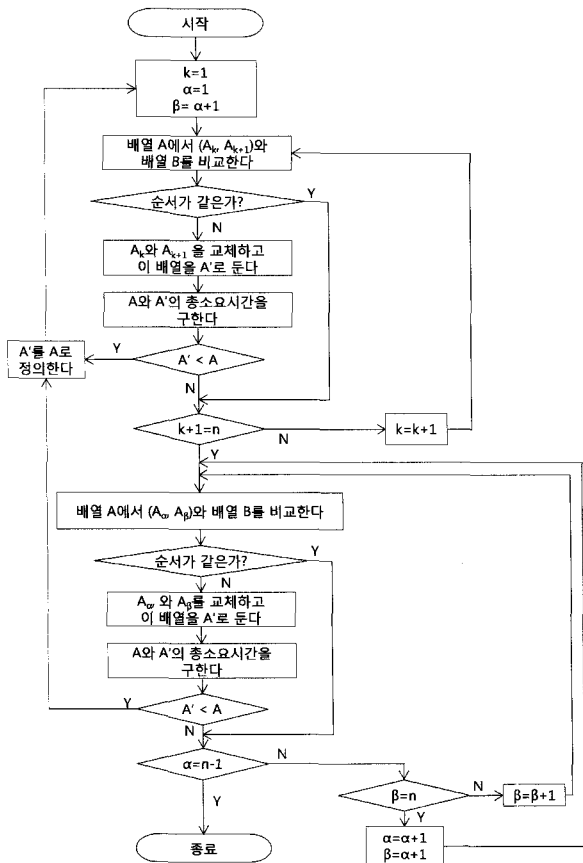 시작
k=1
α=1
β= α+1
배열 A에서 (Aₖ, Aₖ₊₁)와
배열 B를 비교한다
순서가 같은가?
Y
N
Aₖ와 Aₖ₊₁ 을 교체하고
이 배열을 A'로 둔다
A와 A'의 총소요시간을
구한다
A'를 A로
정의한다
Y
A' < A
N
k+1=n
N
k=k+1
Y
배열 A에서 (Aα, Aβ)와 배열 B를 비교한다
순서가 같은가?
Y
N
Aα, 와 Aβ를 교체하고
이 배열을 A'로 둔다
A와 A'의 총소요시간을
구한다
Y
A' < A
N
α=n-1
N
Y
β=n
N
β=β+1
Y
종료
α=α+1
β=α+1